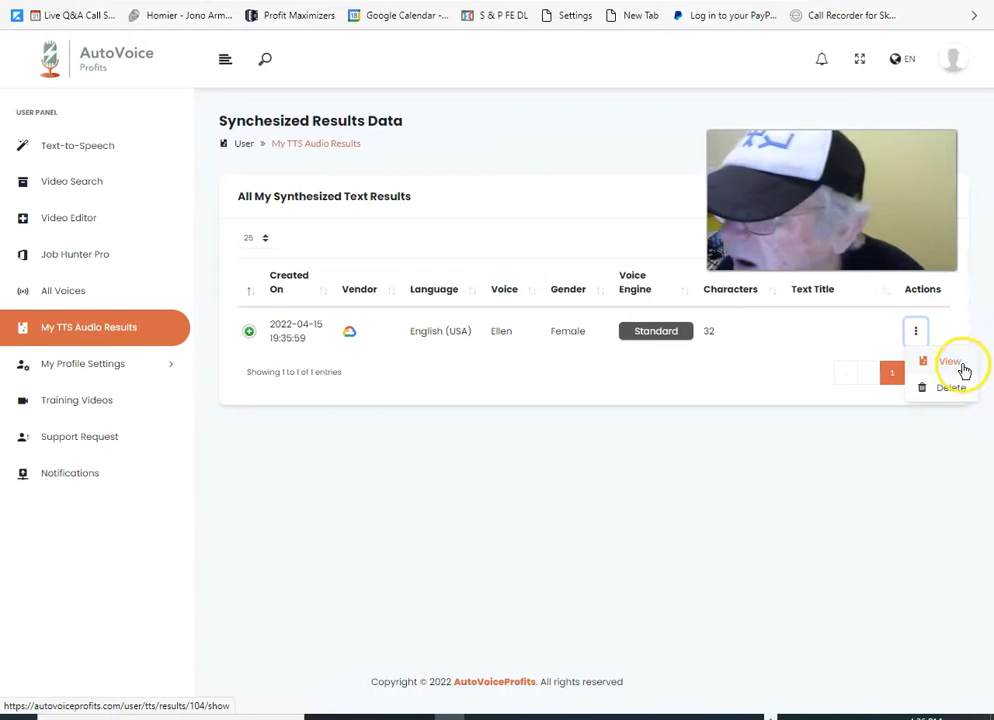 Live Q&A Call S... Homier - Jono Arm... Profit Maximizers Google Calendar -... S & P FE DL Settings New Tab Log in to your PayP... Call Recorder for Sk...
AutoVoice
Profits
EN
USER PANEL
Text-to-Speech
Video Search
Video Editor
Job Hunter Pro
All Voices
My TTS Audio Results
My Profile Settings
Training Videos
Support Request
Notifications
Synchesized Results Data
User » My TTS Audio Results
All My Synthesized Text Results
25
Created On Vendor Language Voice Gender Voice Engine Characters Text Title Actions
2022-04-15 19:35:59 English (USA) Ellen Female Standard 32
View
Delete
Showing 1 to 1 of 1 entries
1
Copyright © 2022 AutoVoiceProfits. All rights reserved
https://autovoiceprofits.com/user/tts/results/104/show